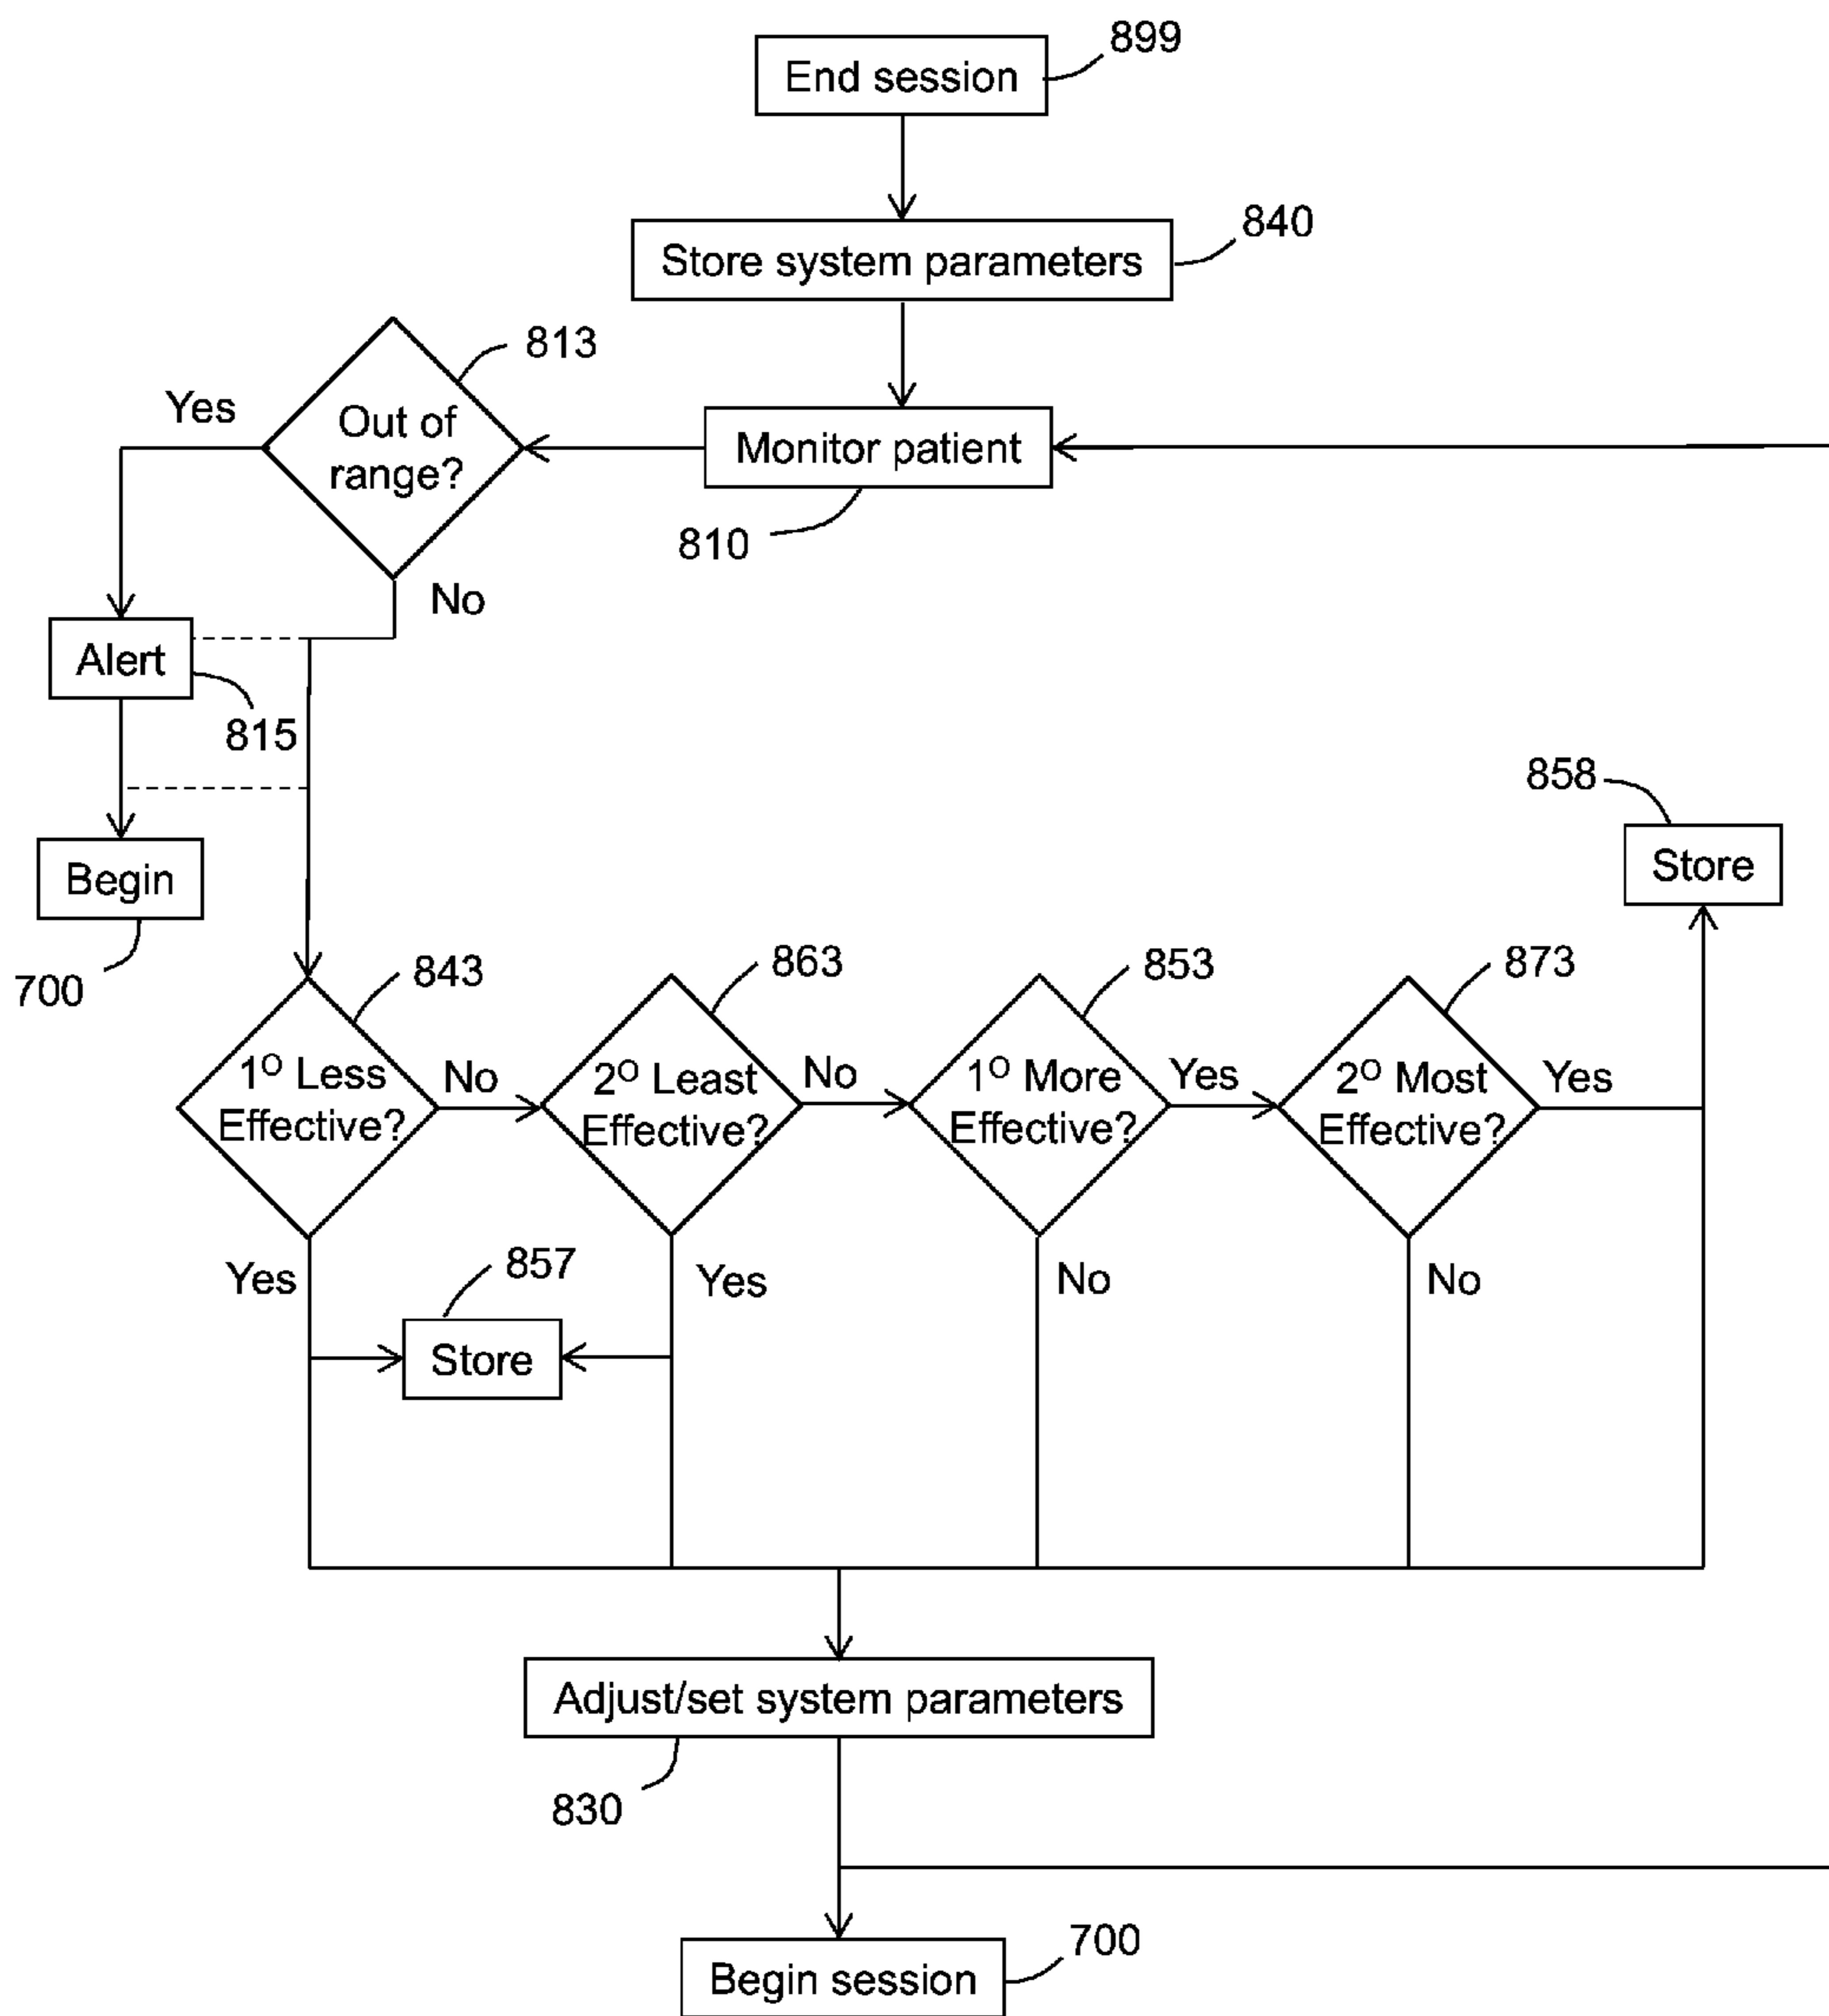 End session
899
Store system parameters
840
Out of
range?
813
Yes
No
Monitor patient
810
Alert
815
Begin
700
858
Store
1º Less
Effective?
843
No
2º Least
Effective?
863
No
1º More
Effective?
853
Yes
2º Most
Effective?
873
Yes
Yes
857
Store
Yes
No
No
Adjust/set system parameters
830
Begin session
700